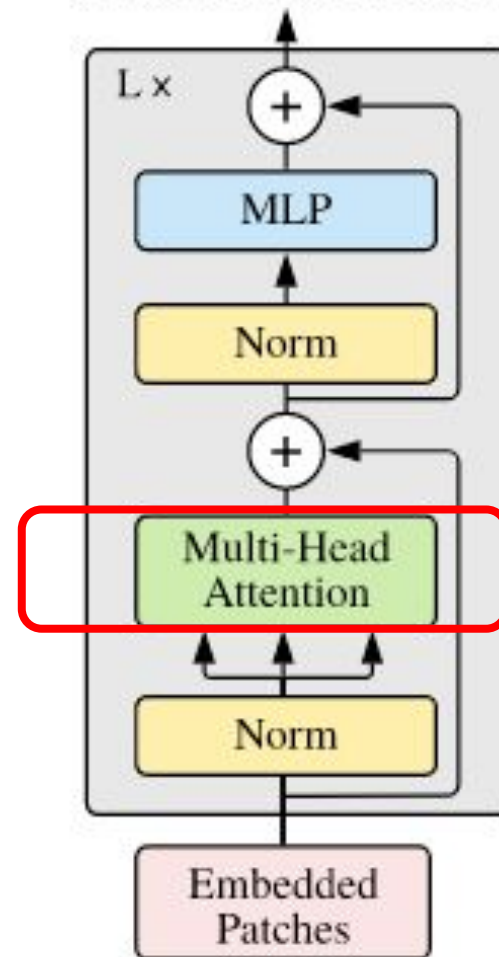 L ×
+
MLP
Norm
+
Multi-Head
Attention
Norm
Embedded
Patches